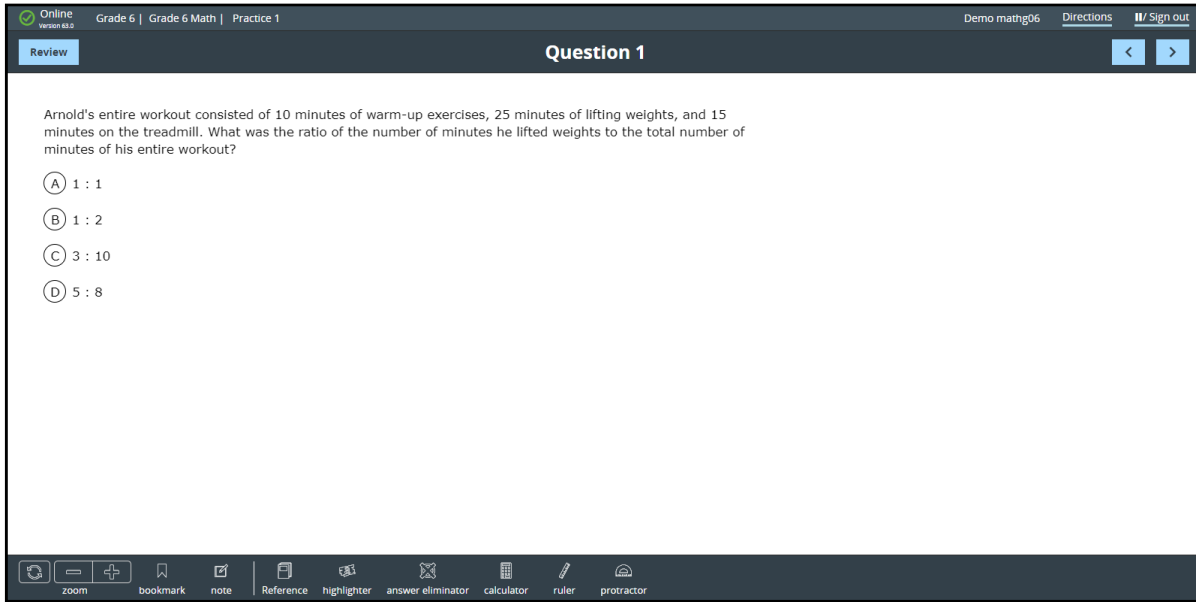 Online
Version 63.0
Grade 6 | Grade 6 Math | Practice 1
Demo mathg06
Directions
/ Sign out
Review
Question 1
Arnold's entire workout consisted of 10 minutes of warm-up exercises, 25 minutes of lifting weights, and 15
minutes on the treadmill. What was the ratio of the number of minutes he lifted weights to the total number of
minutes of his entire workout?
A 1 : 1
B 1 : 2
C 3 : 10
D 5 : 8
zoom
bookmark
note
Reference
highlighter
answer eliminator
calculator
ruler
protractor